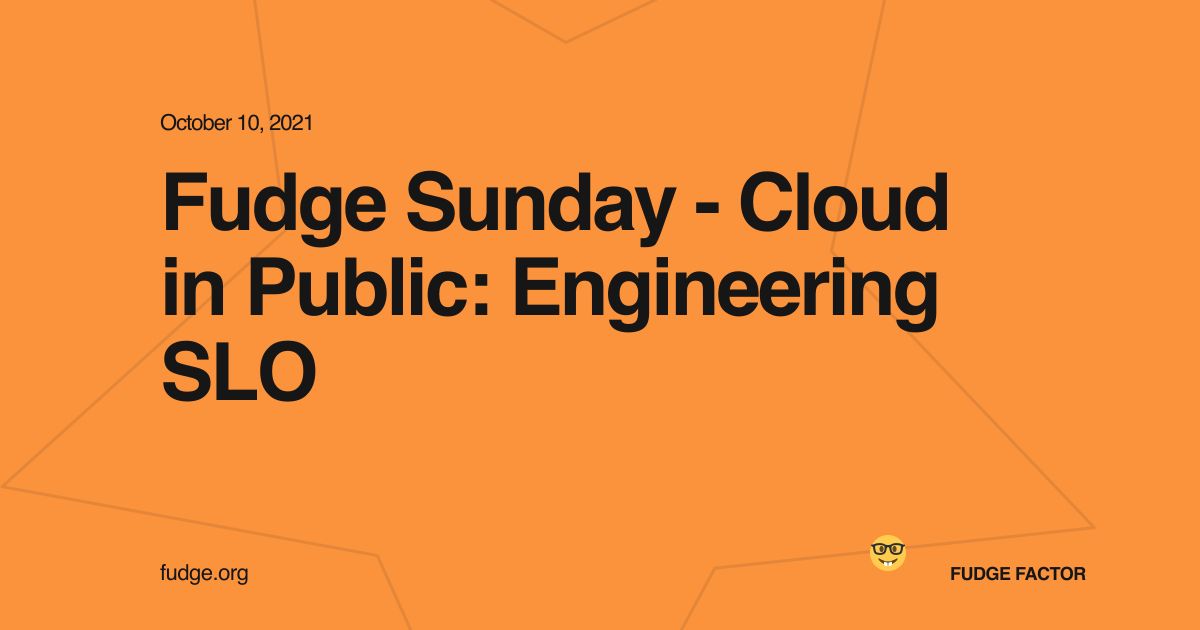 October 10, 2021
Fudge Sunday - Cloud
in Public: Engineering
SLO
fudge.org
FUDGE FACTOR